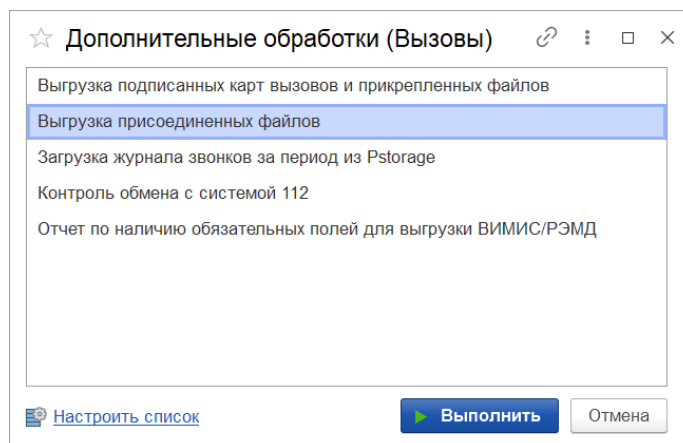 Дополнительные обработки (Вызовы)
Выгрузка подписанных карт вызовов и прикрепленных файлов
Выгрузка присоединенных файлов
Загрузка журнала звонков за период из Pstorage
Контроль обмена с системой 112
Отчет по наличию обязательных полей для выгрузки ВИМИС/РЭМД
Настроить список
Выполнить
Отмена